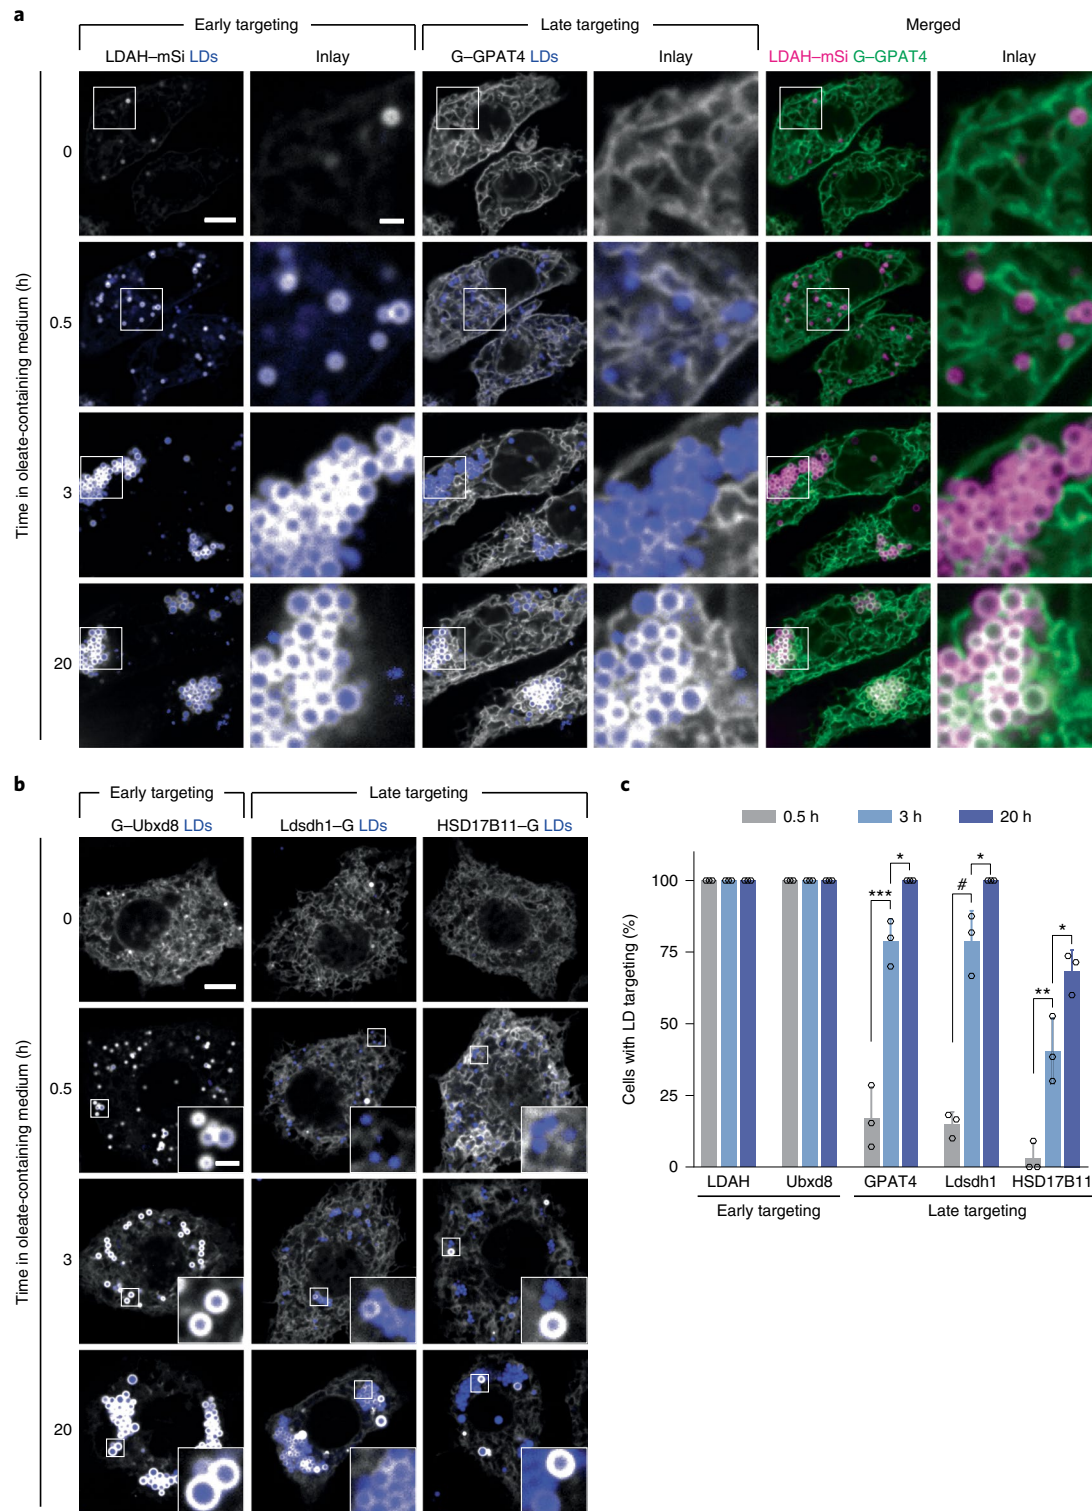 a
Early targeting
Late targeting
Merged
LDAH–mSi LDs
Inlay
G–GPAT4 LDs
Inlay
LDAH–mSi G–GPAT4
Inlay
Time in oleate-containing medium (h)
0
0.5
3
20
b
Early targeting
Late targeting
G–Ubxd8 LDs
Ldsdh1–G LDs
HSD17B11–G LDs
Time in oleate-containing medium (h)
0
0.5
3
20
c
0.5 h
3 h
20 h
Cells with LD targeting (%)
100
75
50
25
0
***
*
#
*
**
*
LDAH
Ubxd8
GPAT4
Ldsdh1
HSD17B11
Early targeting
Late targeting